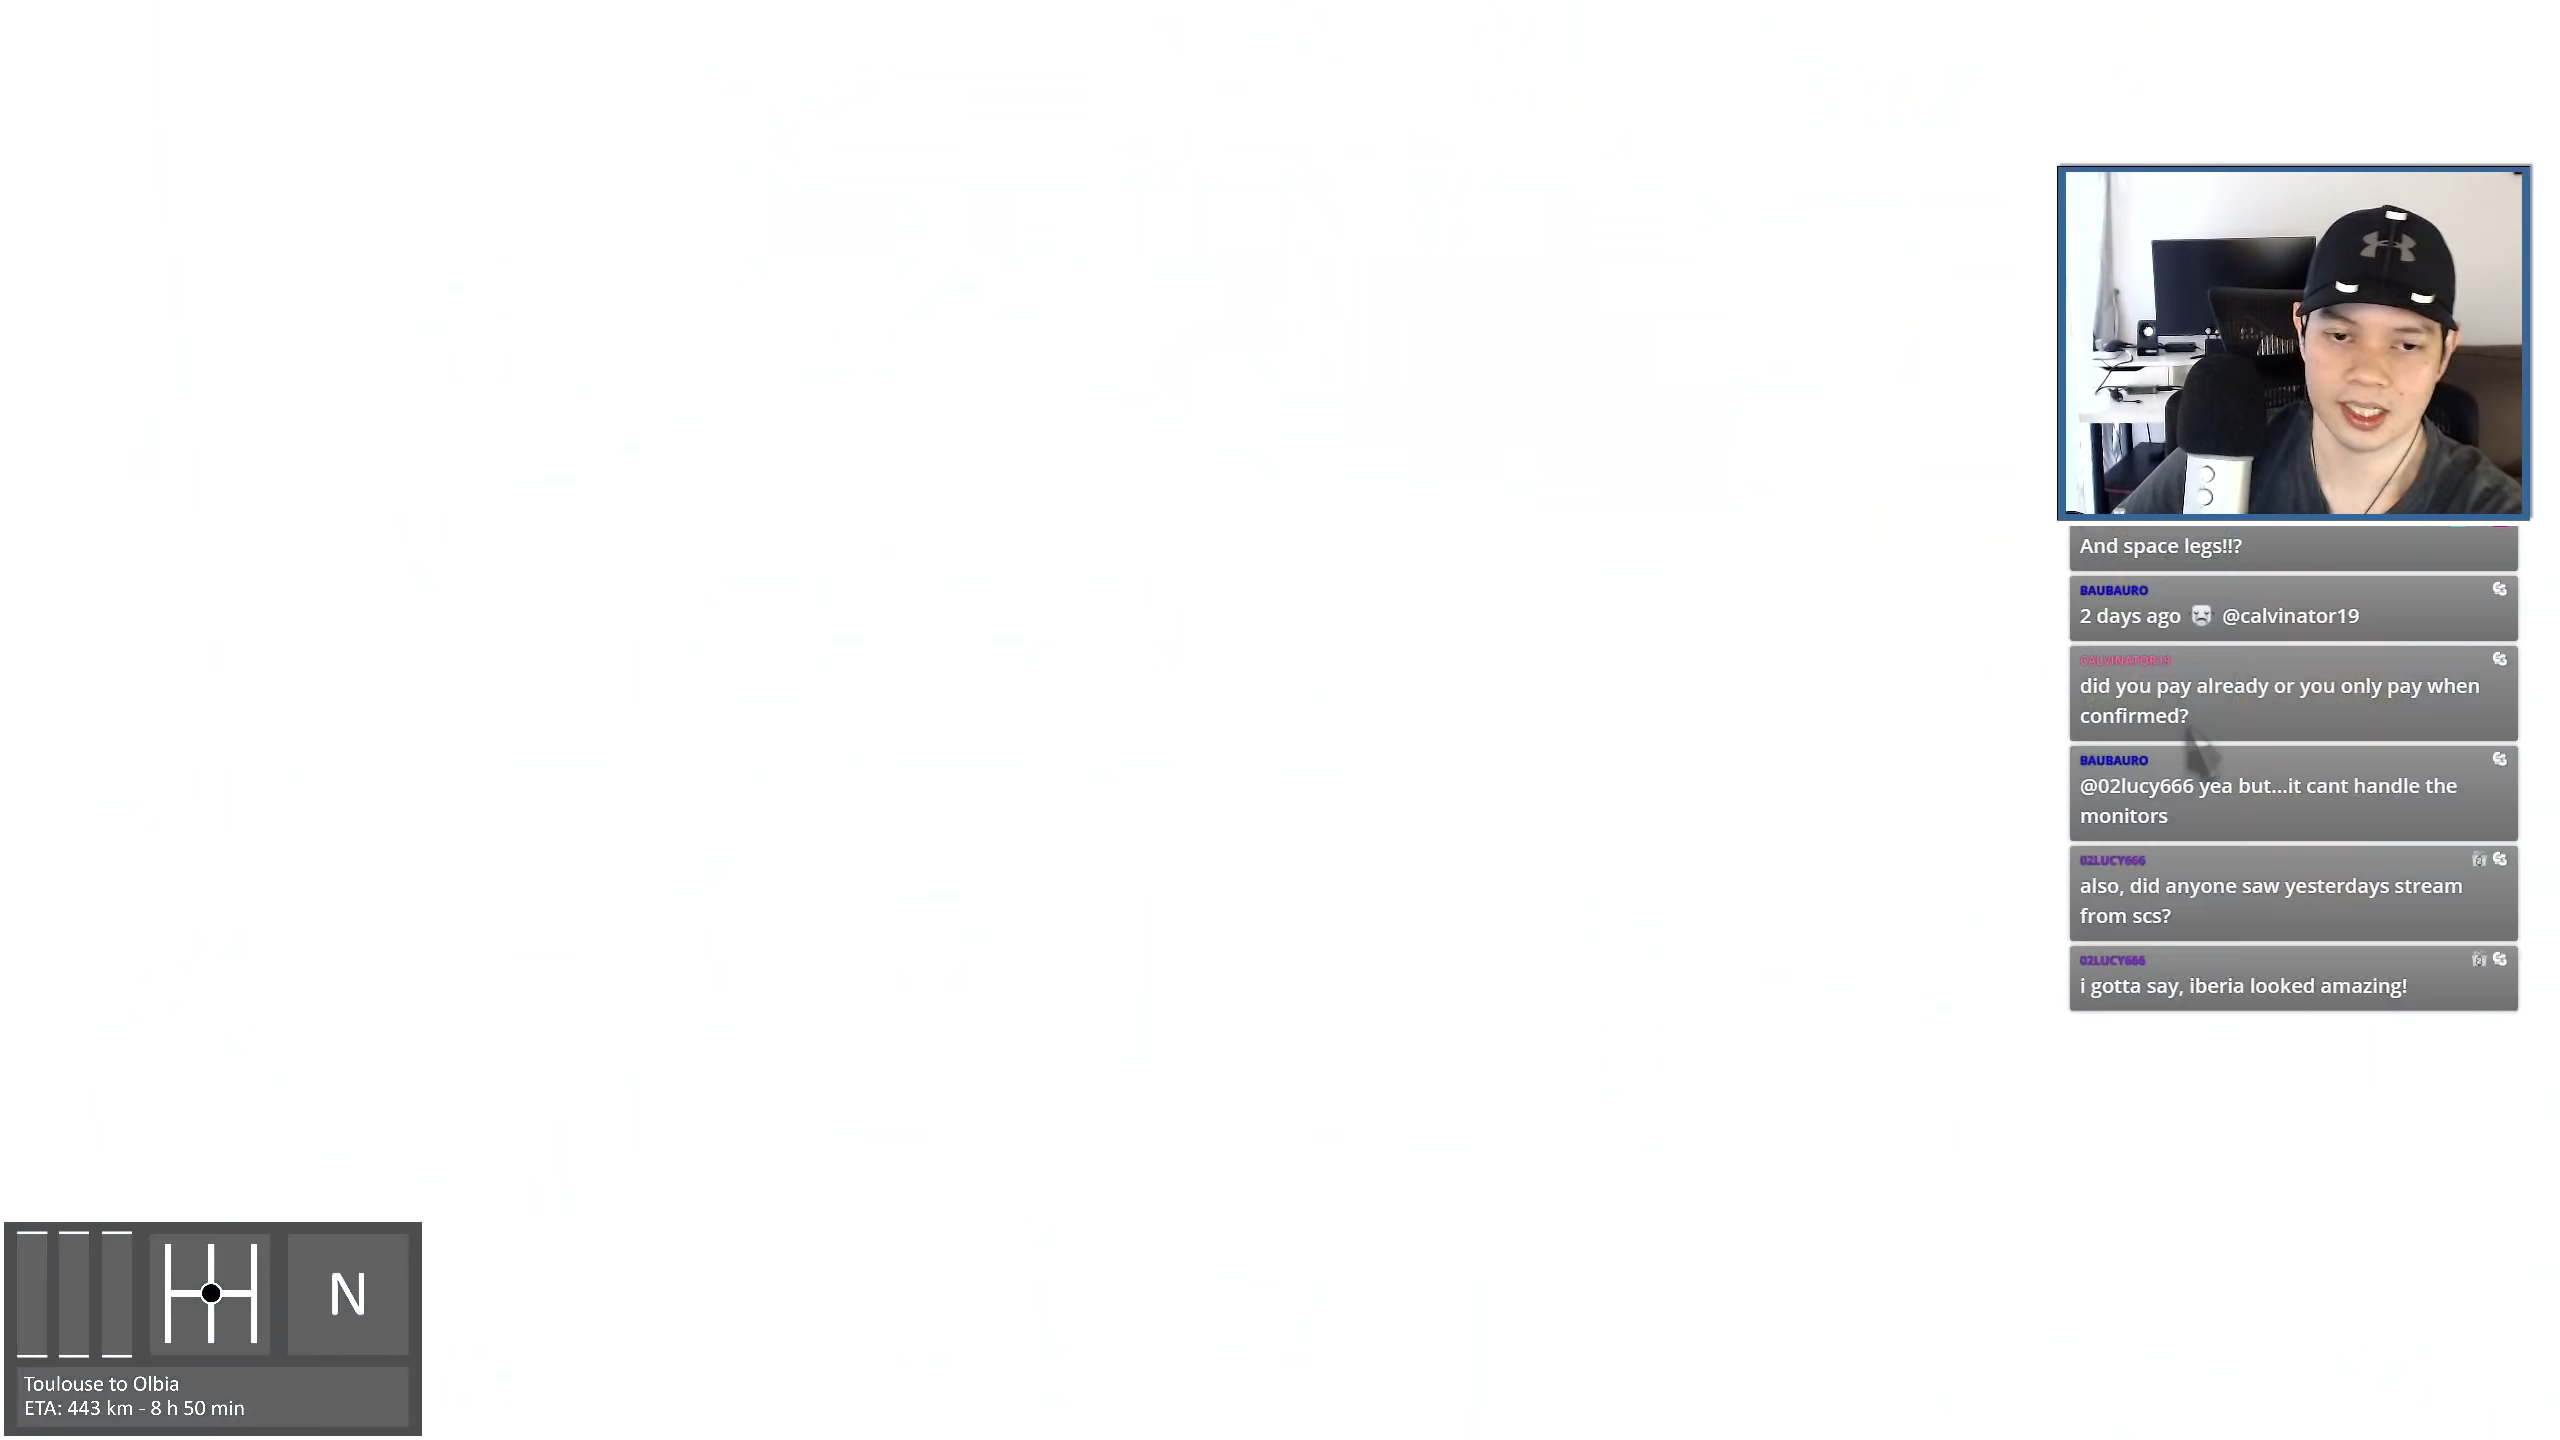 And space legs!!?
BAUBAURO
2 days ago @calvinator19
CALVINATOR19
did you pay already or you only pay when
confirmed?
BAUBAURO
@02lucy666 yea but...it cant handle the
monitors
02LUCY666
also, did anyone saw yesterdays stream
from scs?
02LUCY666
i gotta say, iberia looked amazing!
N
Toulouse to Olbia
ETA: 443 km - 8 h 50 min